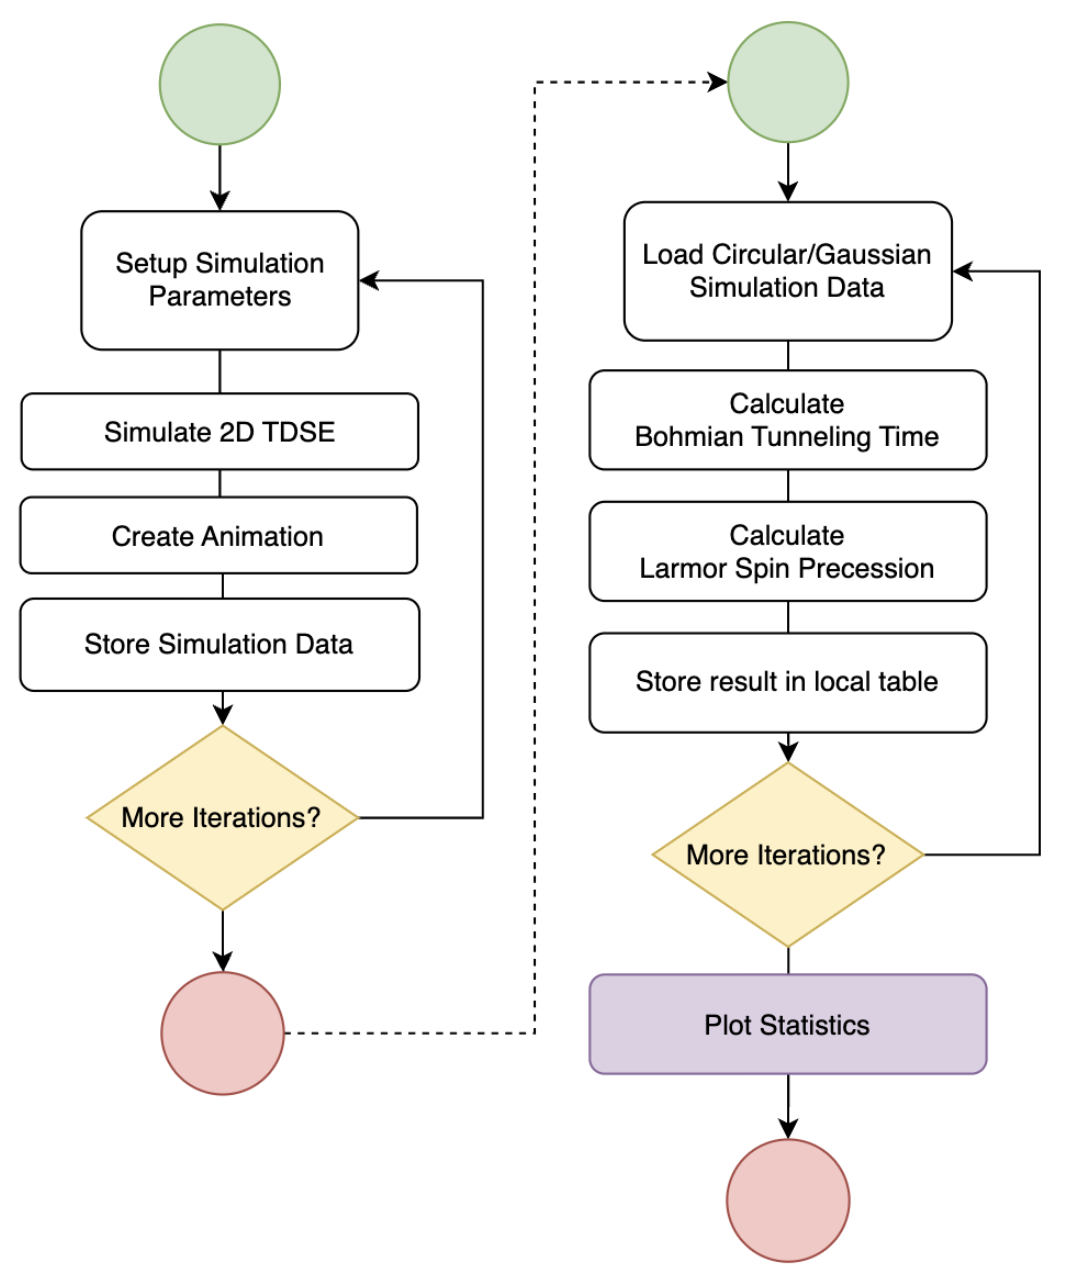 Setup Simulation
Parameters
Simulate 2D TDSE
Create Animation
Store Simulation Data
More Iterations?
Load Circular/Gaussian
Simulation Data
Calculate
Bohmian Tunneling Time
Calculate
Larmor Spin Precession
Store result in local table
More Iterations?
Plot Statistics